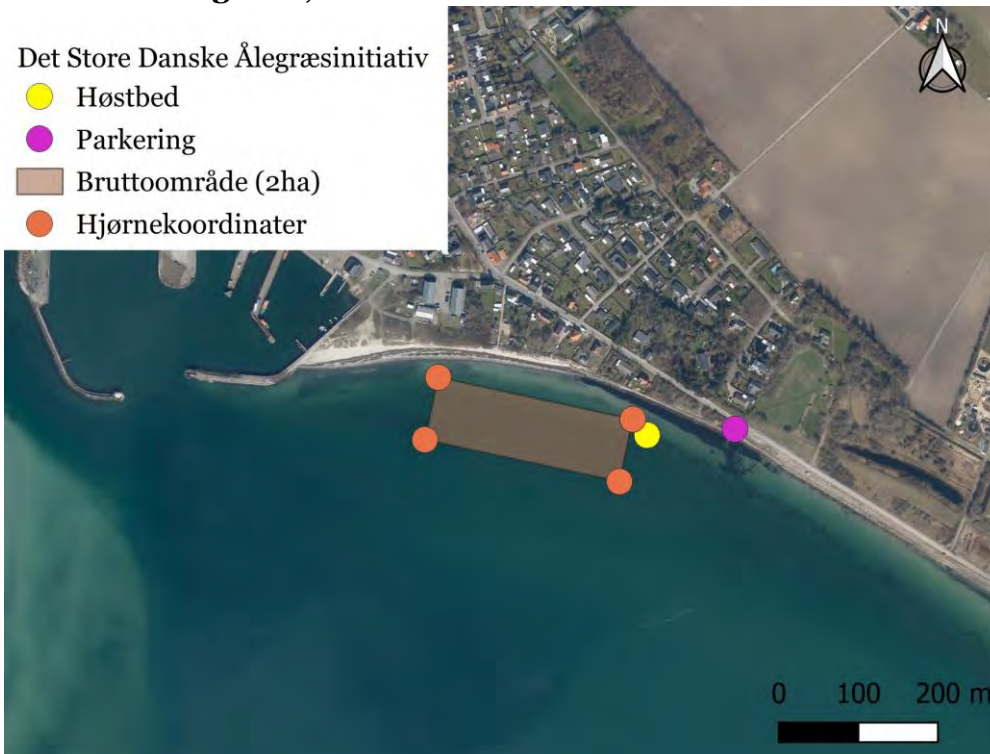 Det Store Danske Ålegræsinitiativ
Høstbed
Parkering
Bruttoområde (2ha)
Hjørnekoordinater
N
0 100 200 m